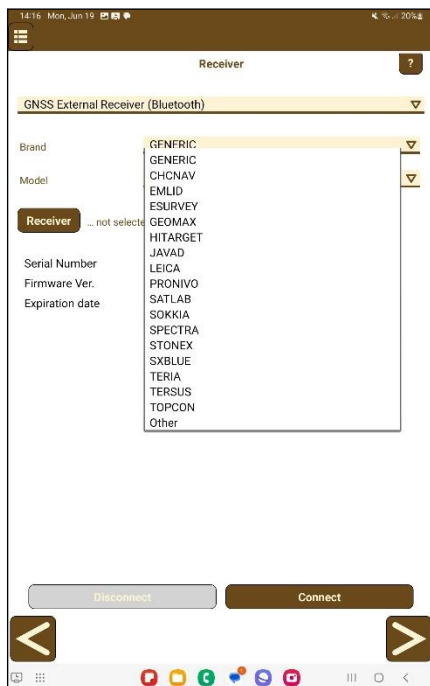 14:16 Mon, Jun 19
20%
Receiver
?
GNSS External Receiver (Bluetooth)
Brand
GENERIC
GENERIC
CHCNAV
EMLID
ESURVEY
Model
GEOMAX
HITARGET
JAVAD
LEICA
PRONIVO
SATLAB
SOKKIA
SPECTRA
STONEX
SXBLUE
TERIA
TERSUS
TOPCON
Other
Receiver ... not selecte
Serial Number
Firmware Ver.
Expiration date
Disconnect
Connect